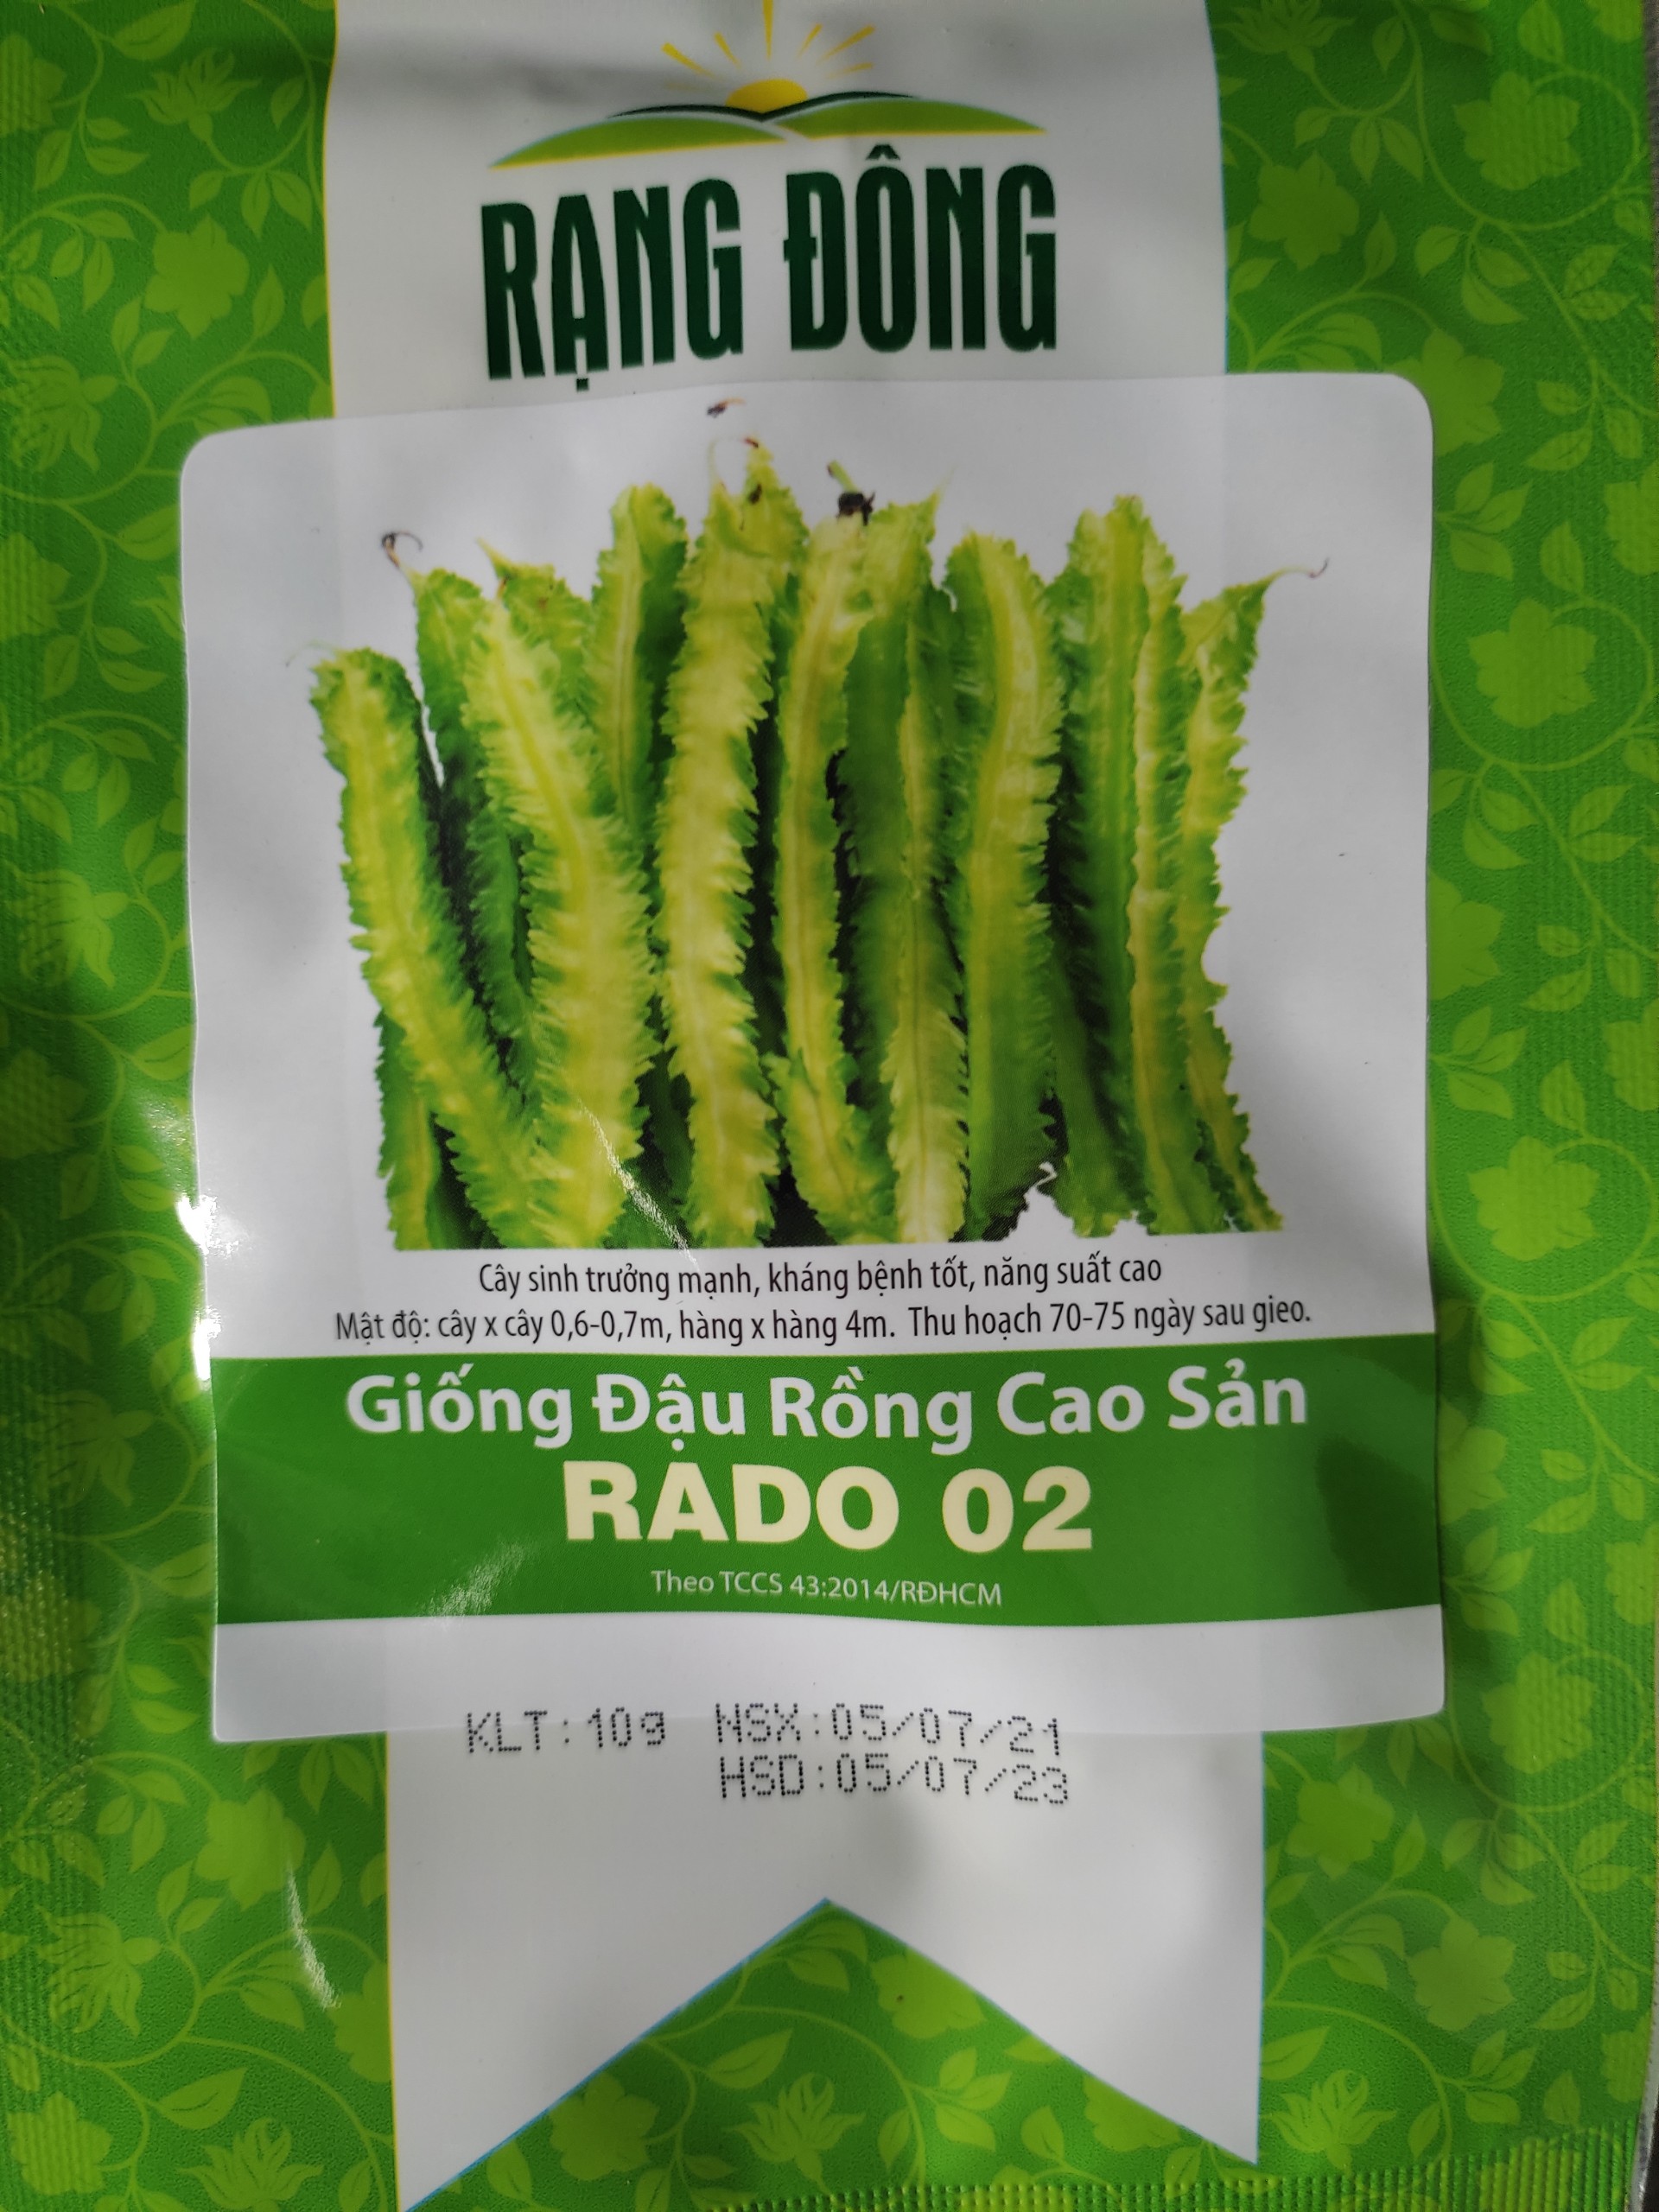 RẠNG ĐÔNG
Cây sinh trưởng mạnh, kháng bệnh tốt, năng suất cao
Mật độ: cây x cây 0,6-0,7m, hàng x hàng 4m. Thu hoạch 70-75 ngày sau gieo.
Giống Đậu Rồng Cao Sản
RADO 02
Theo TCCS 43:2014/RĐHCM
KLT:10g NSX:05/07/21
HSD:05/07/23